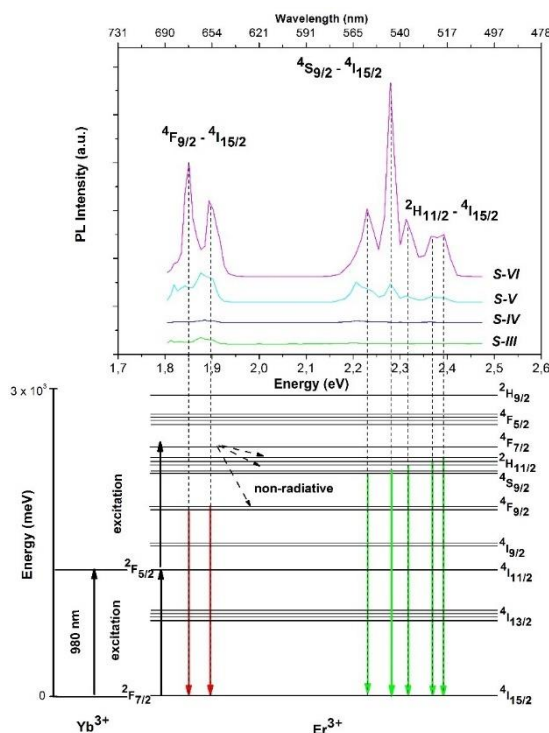 Wavelength (nm)
731 690 654 621 591 565 540 517 497 478
⁴S₉/₂ - ⁴I₁₅/₂
⁴F₉/₂ - ⁴I₁₅/₂
²H₁₁/₂ - ⁴I₁₅/₂
PL Intensity (a.u.)
S-VI
S-V
S-IV
S-III
1,7 1,8 1,9 2,0 2,1 2,2 2,3 2,4 2,5 2,6
Energy (eV)
3 x 10³
²H₉/₂
⁴F₅/₂
⁴F₇/₂
²H₁₁/₂
⁴S₉/₂
non-radiative
⁴F₉/₂
excitation
Energy (meV)
⁴I₉/₂
²F₅/₂
⁴I₁₁/₂
980 nm
excitation
⁴I₁₃/₂
0
²F₇/₂
⁴I₁₅/₂
Yb³⁺
Er³⁺